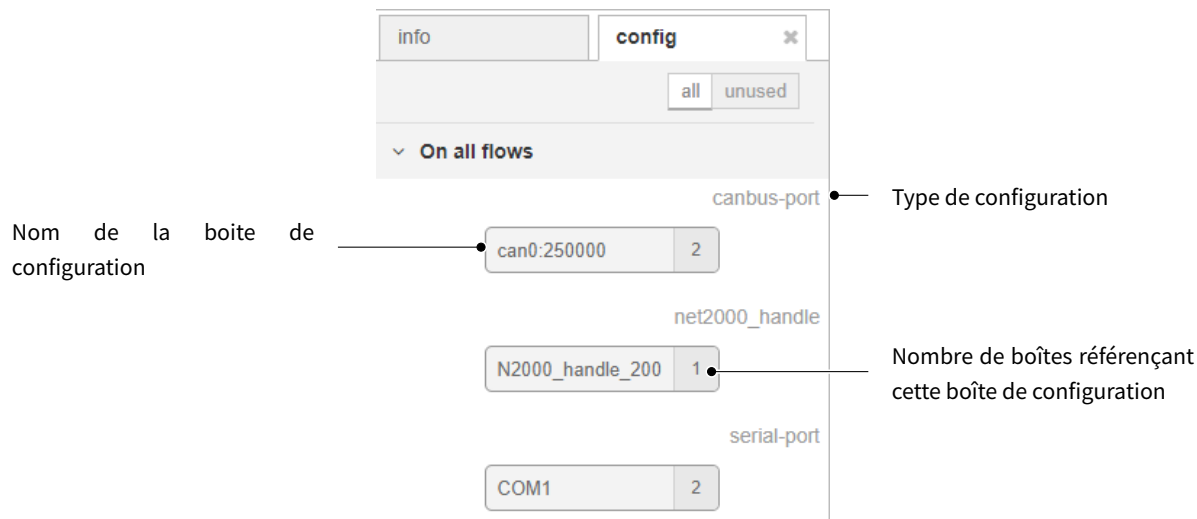 info
config
all
unused
On all flows
canbus-port
Type de configuration
Nom de la boite de
configuration
can0:250000
2
net2000_handle
N2000_handle_200
1
Nombre de boîtes référençant
cette boîte de configuration
serial-port
COM1
2